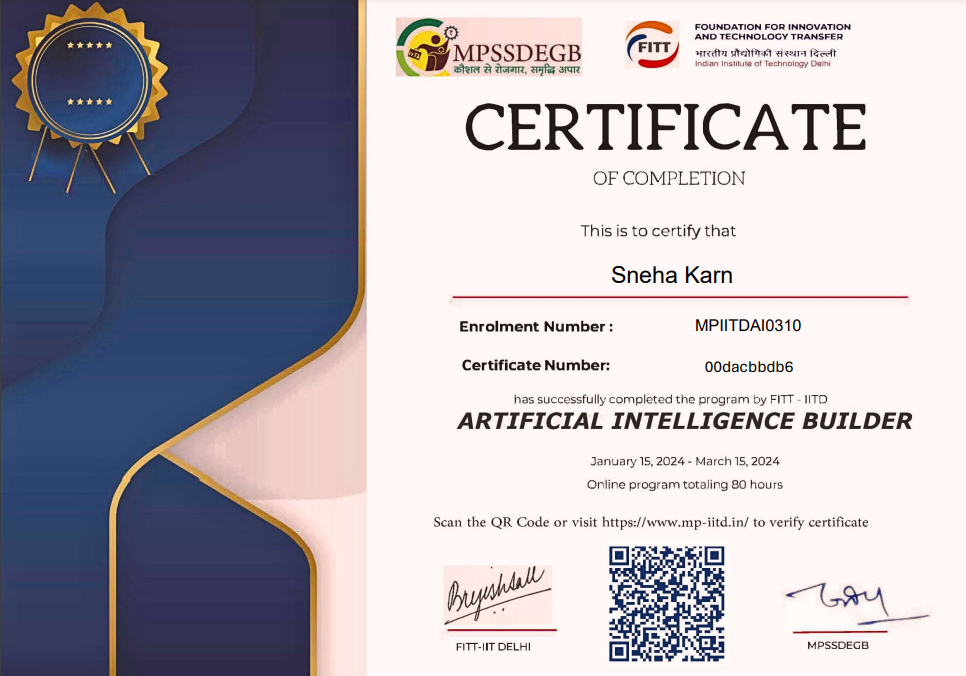 MPSSDEGB
कौशल से रोजगार, समृद्धि अपार
FITT
FOUNDATION FOR INNOVATION
AND TECHNOLOGY TRANSFER
भारतीय प्रौद्योगिकी संस्थान दिल्ली
Indian Institute of Technology Delhi
CERTIFICATE
OF COMPLETION
This is to certify that
Sneha Karn
Enrolment Number : MPIITDAI0310
Certificate Number: 00dacbbdb6
has successfully completed the program by FITT - IITD
ARTIFICIAL INTELLIGENCE BUILDER
January 15, 2024 - March 15, 2024
Online program totaling 80 hours
Scan the QR Code or visit https://www.mp-iitd.in/ to verify certificate
FITT-IIT DELHI
MPSSDEGB